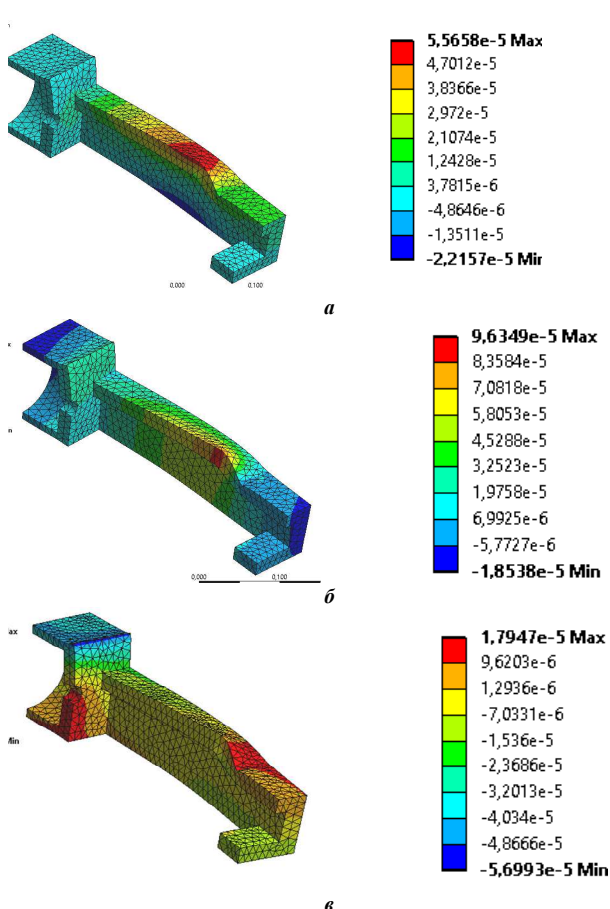 5,5658e-5 Max
4,7012e-5
3,8366e-5
2,972e-5
2,1074e-5
1,2428e-5
3,7815e-6
-4,8646e-6
-1,3511e-5
-2,2157e-5 Min
0,000 0,100
а
9,6349e-5 Max
8,3584e-5
7,0818e-5
5,8053e-5
4,5288e-5
3,2523e-5
1,9758e-5
6,9925e-6
-5,7727e-6
-1,8538e-5 Min
0,000 0,100
б
1,7947e-5 Max
9,6203e-6
1,2936e-6
-7,0331e-6
-1,536e-5
-2,3686e-5
-3,2013e-5
-4,034e-5
-4,8666e-5
-5,6993e-5 Min
в